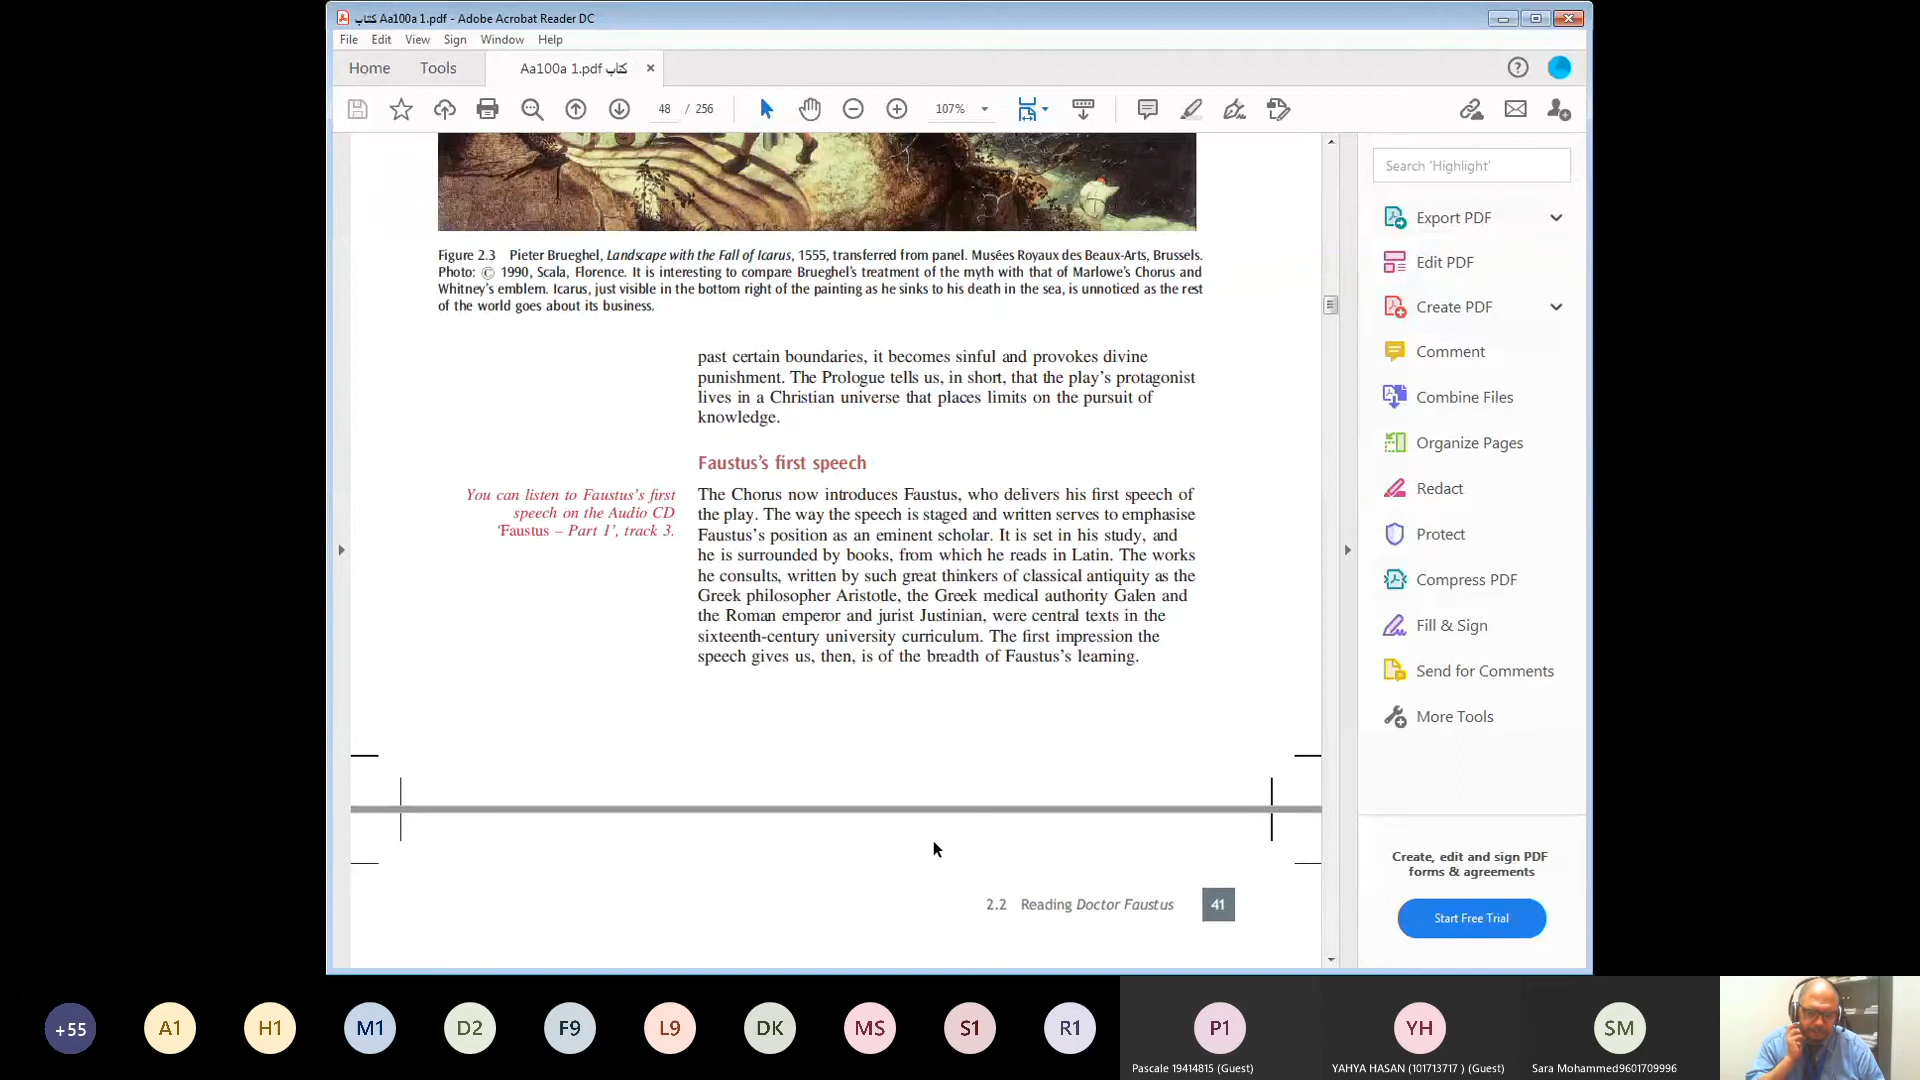 كتاب Aa100a 1.pdf - Adobe Acrobat Reader DC
File Edit View Sign Window Help
Home Tools كتاب Aa100a 1.pdf
48 / 256 107%
Search 'Highlight'
Export PDF
Edit PDF
Create PDF
Comment
Combine Files
Organize Pages
Redact
Protect
Compress PDF
Fill & Sign
Send for Comments
More Tools
Create, edit and sign PDF
forms & agreements
Start Free Trial
Figure 2.3 Pieter Brueghel, Landscape with the Fall of Icarus, 1555, transferred from panel. Musées Royaux des Beaux-Arts, Brussels.
Photo: © 1990, Scala, Florence. It is interesting to compare Brueghel's treatment of the myth with that of Marlowe's Chorus and
Whitney's emblem. Icarus, just visible in the bottom right of the painting as he sinks to his death in the sea, is unnoticed as the rest
of the world goes about its business.
past certain boundaries, it becomes sinful and provokes divine
punishment. The Prologue tells us, in short, that the play's protagonist
lives in a Christian universe that places limits on the pursuit of
knowledge.
Faustus's first speech
You can listen to Faustus's first
speech on the Audio CD
'Faustus – Part 1', track 3.
The Chorus now introduces Faustus, who delivers his first speech of
the play. The way the speech is staged and written serves to emphasise
Faustus's position as an eminent scholar. It is set in his study, and
he is surrounded by books, from which he reads in Latin. The works
he consults, written by such great thinkers of classical antiquity as the
Greek philosopher Aristotle, the Greek medical authority Galen and
the Roman emperor and jurist Justinian, were central texts in the
sixteenth-century university curriculum. The first impression the
speech gives us, then, is of the breadth of Faustus's learning.
2.2 Reading Doctor Faustus 41
+55 A1 H1 M1 D2 F9 L9 DK MS S1 R1 P1 YH SM
Pascale 19414815 (Guest) YAHYA HASAN (101713717 ) (Guest) Sara Mohammed9601709996